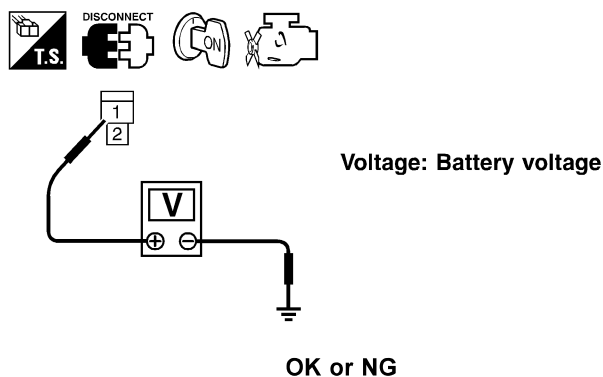 DISCONNECT
T.S.
ON
1
2
Voltage: Battery voltage
V
+ −
OK or NG